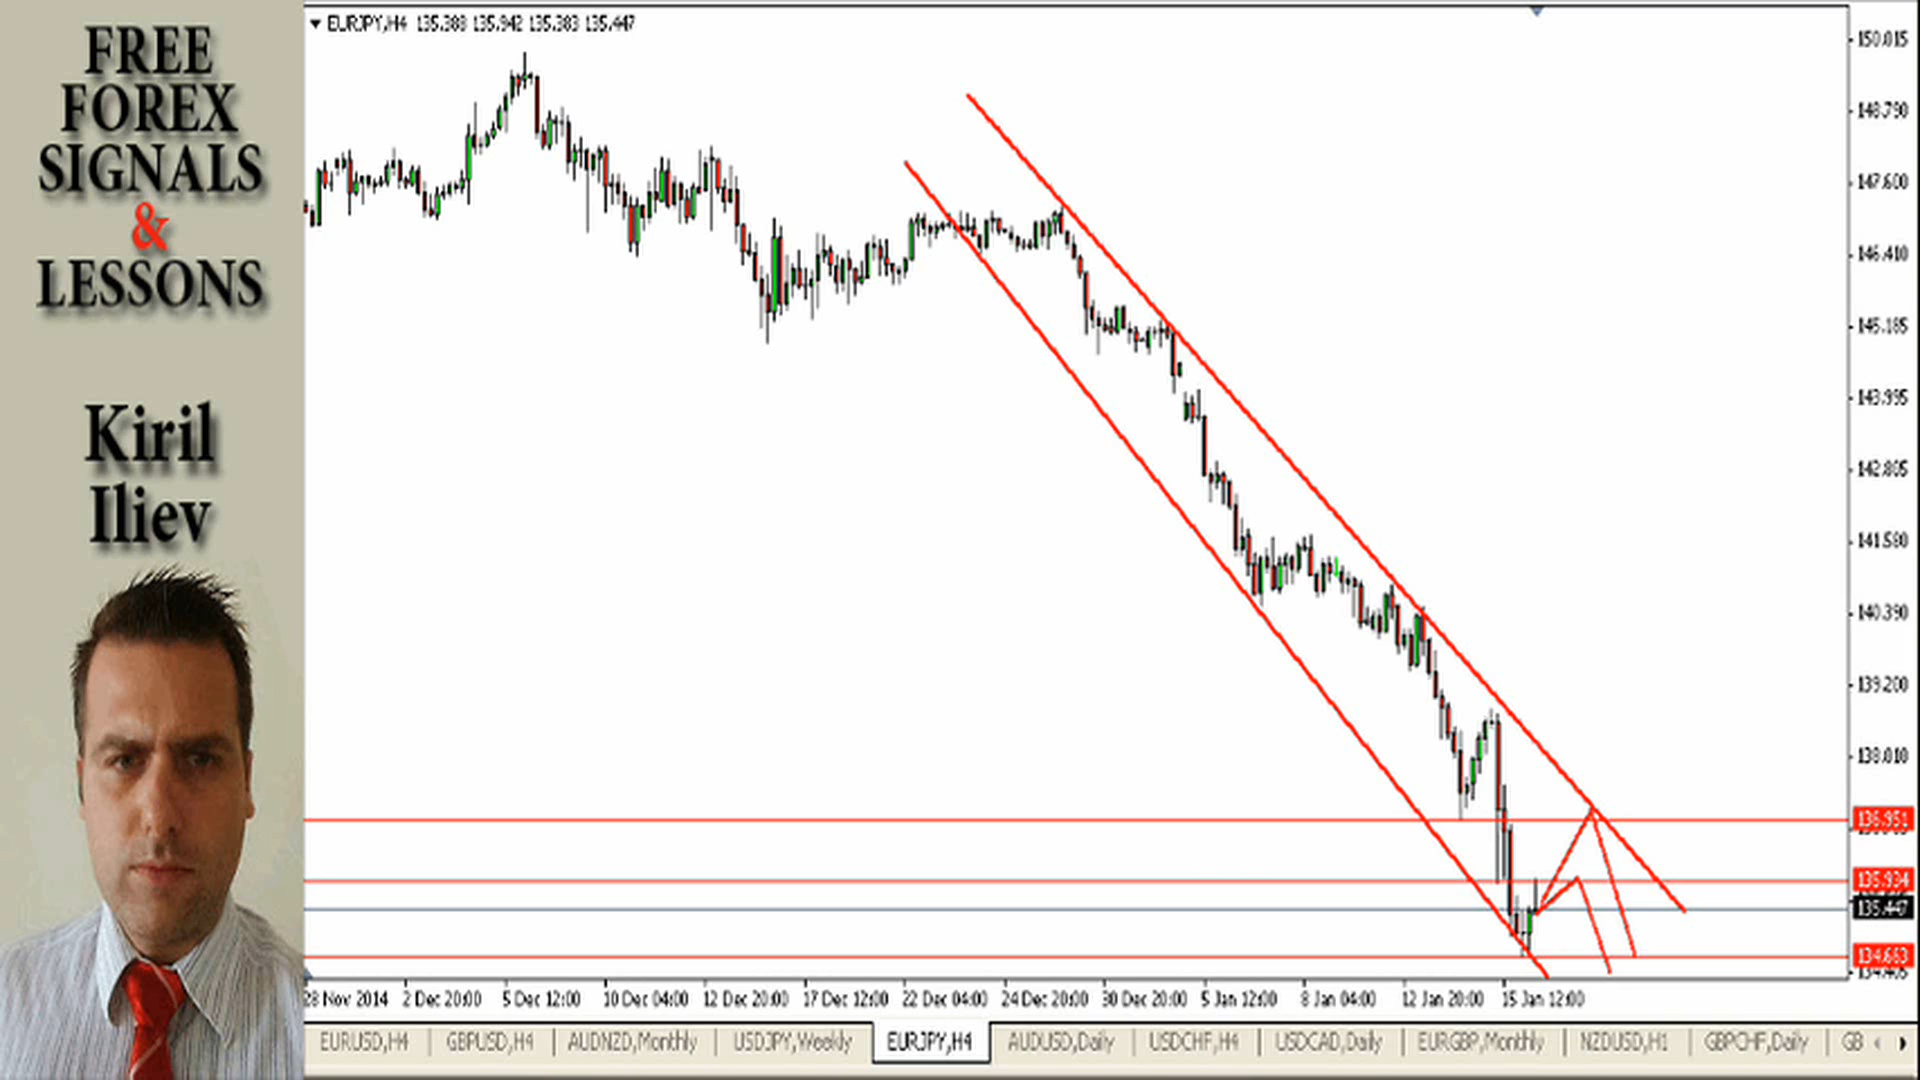 FREE
FOREX
SIGNALS
&
LESSONS
Kiril
Iliev
EURJPY,H4 135.388 135.942 135.383 135.447
150.015
148.790
147.600
146.410
145.185
143.995
142.805
141.580
140.390
139.200
138.010
136.951
135.934
135.447
134.663
28 Nov 2014 2 Dec 20:00 5 Dec 12:00 10 Dec 04:00 12 Dec 20:00 17 Dec 12:00 22 Dec 04:00 24 Dec 20:00 30 Dec 20:00 5 Jan 12:00 8 Jan 04:00 12 Jan 20:00 15 Jan 12:00
EURUSD,H4 GBPUSD,H4 AUDNZD,Monthly USDJPY,Weekly EURJPY,H4 AUDUSD,Daily USDCHF,H4 USDCAD,Daily EURGBP,Monthly NZDUSD,H1 GBPCHF,Daily GB